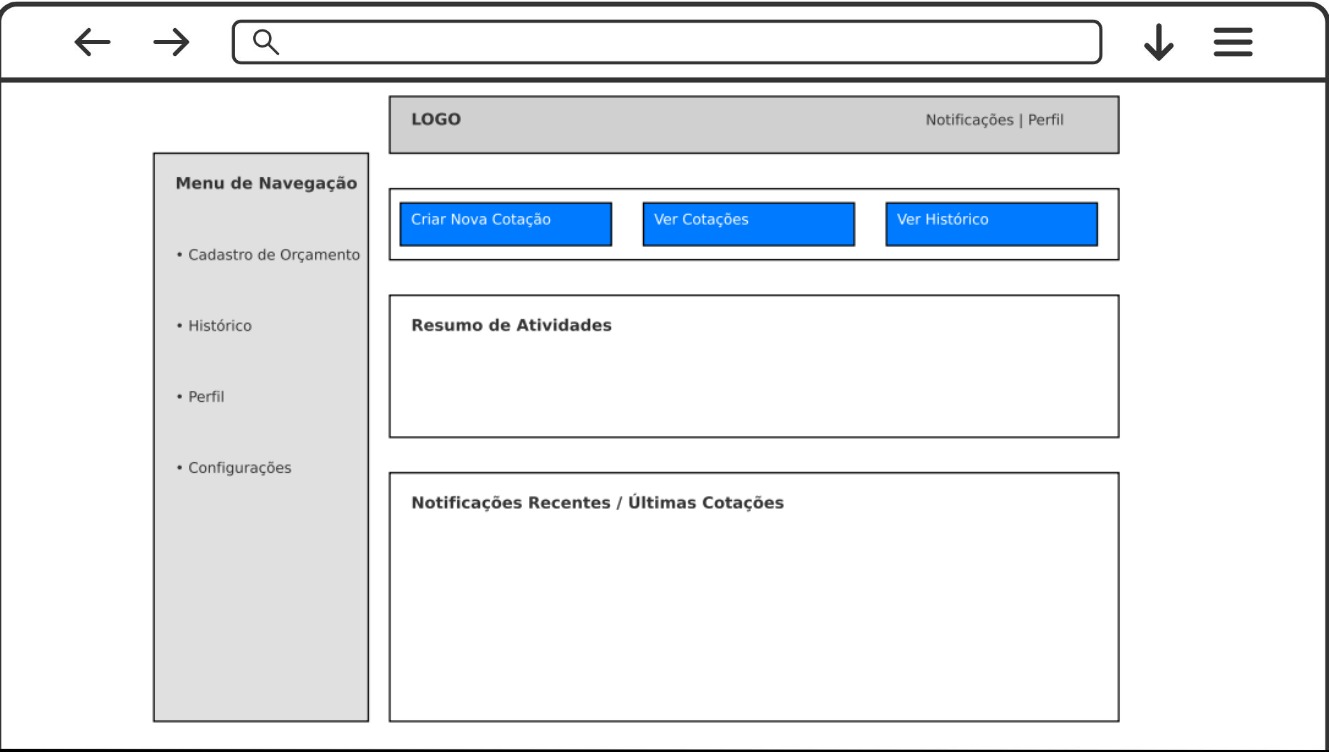 LOGO
Notificações | Perfil
Menu de Navegação
• Cadastro de Orçamento
• Histórico
• Perfil
• Configurações
Criar Nova Cotação
Ver Cotações
Ver Histórico
Resumo de Atividades
Notificações Recentes / Últimas Cotações